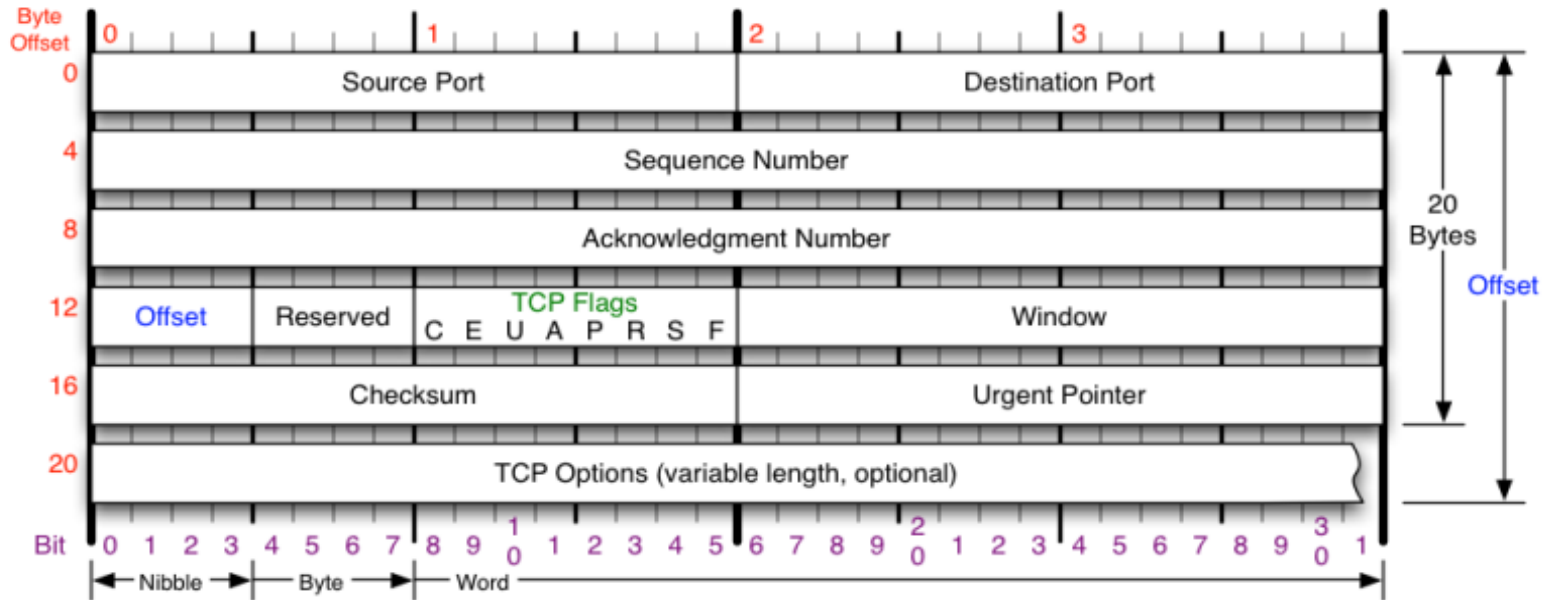 Byte
Offset
0 1 2 3
0 Source Port Destination Port
4 Sequence Number
8 Acknowledgment Number
20
Bytes
Offset
12 Offset Reserved TCP Flags Window
C E U A P R S F
16 Checksum Urgent Pointer
20 TCP Options (variable length, optional)
Bit 0 1 2 3 4 5 6 7 8 9 10 1 2 3 4 5 6 7 8 9 20 1 2 3 4 5 6 7 8 9 30 1
Nibble Byte Word